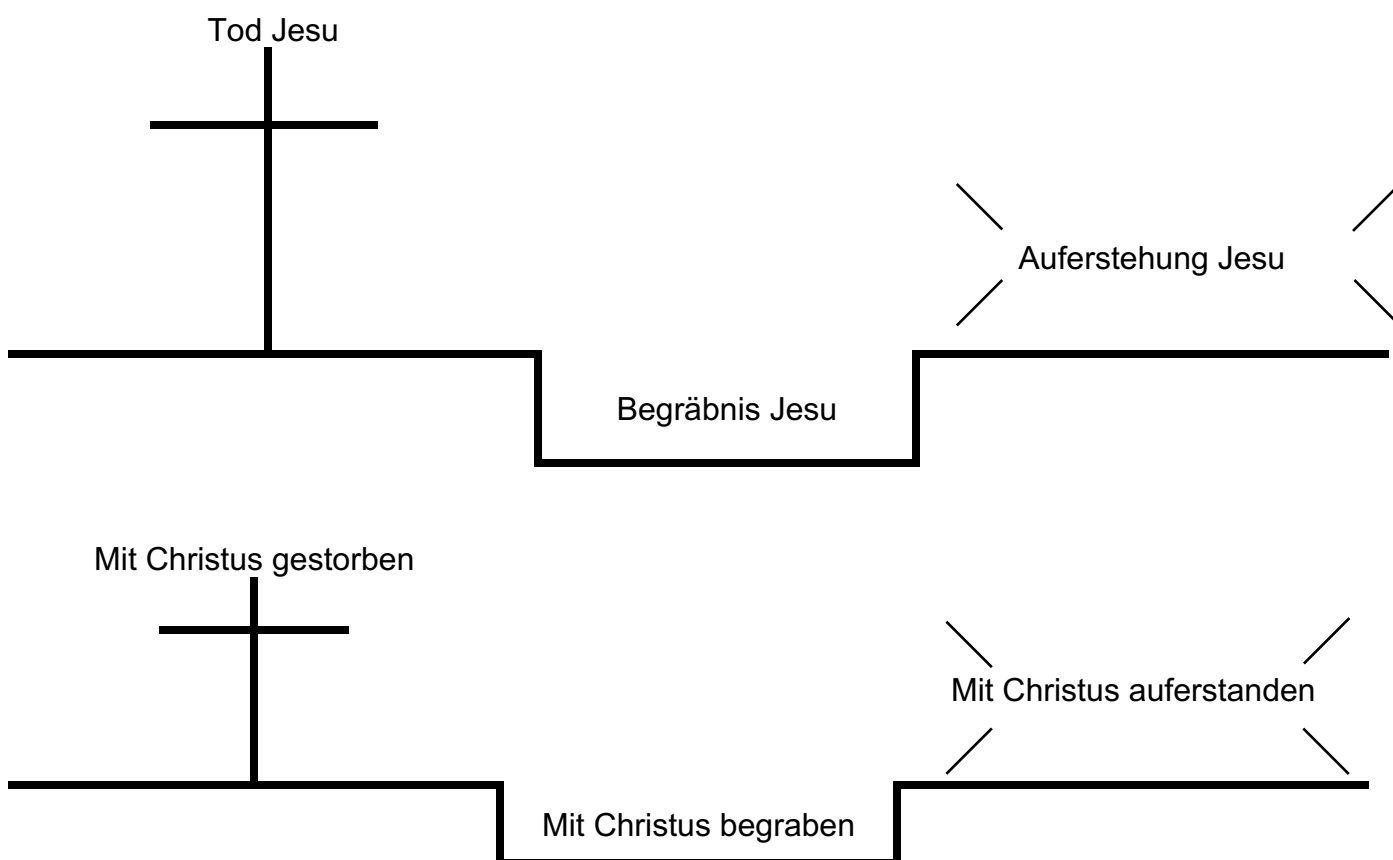 Tod Jesu
Auferstehung Jesu
Begräbnis Jesu
Mit Christus gestorben
Mit Christus auferstanden
Mit Christus begraben